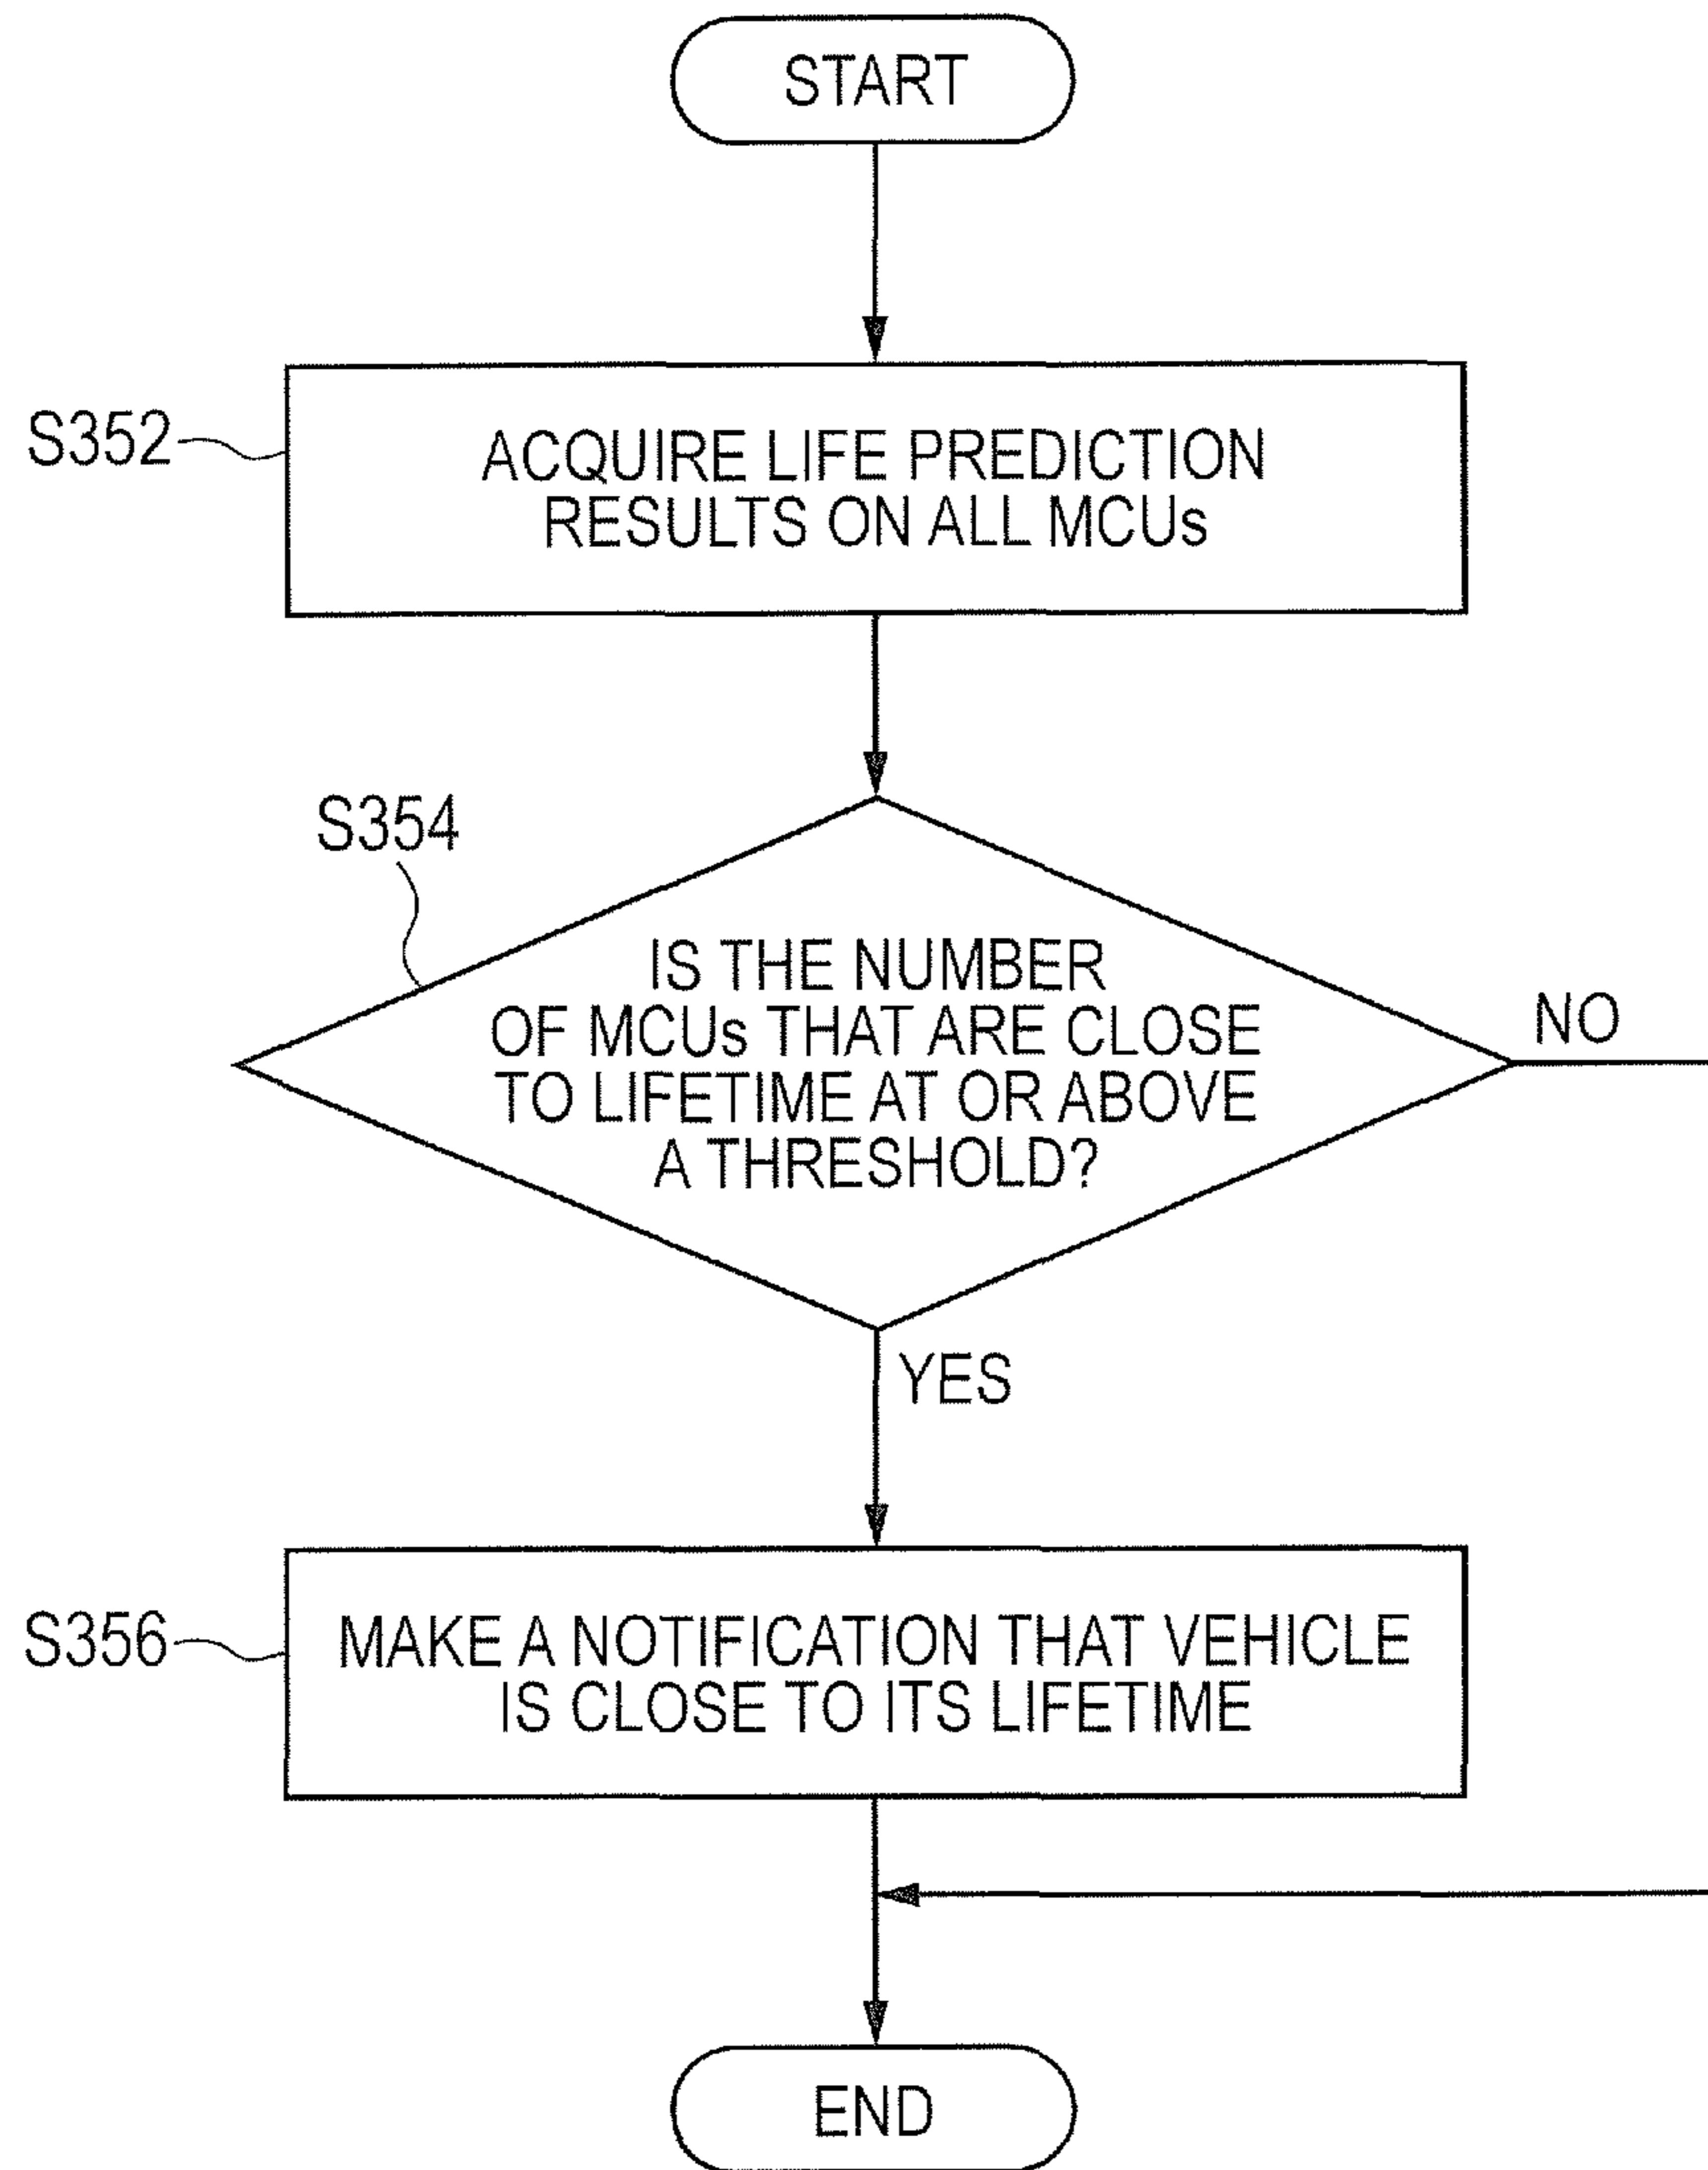 START
S352
ACQUIRE LIFE PREDICTION
RESULTS ON ALL MCUs
S354
IS THE NUMBER
OF MCUs THAT ARE CLOSE
TO LIFETIME AT OR ABOVE
A THRESHOLD?
NO
YES
S356
MAKE A NOTIFICATION THAT VEHICLE
IS CLOSE TO ITS LIFETIME
END